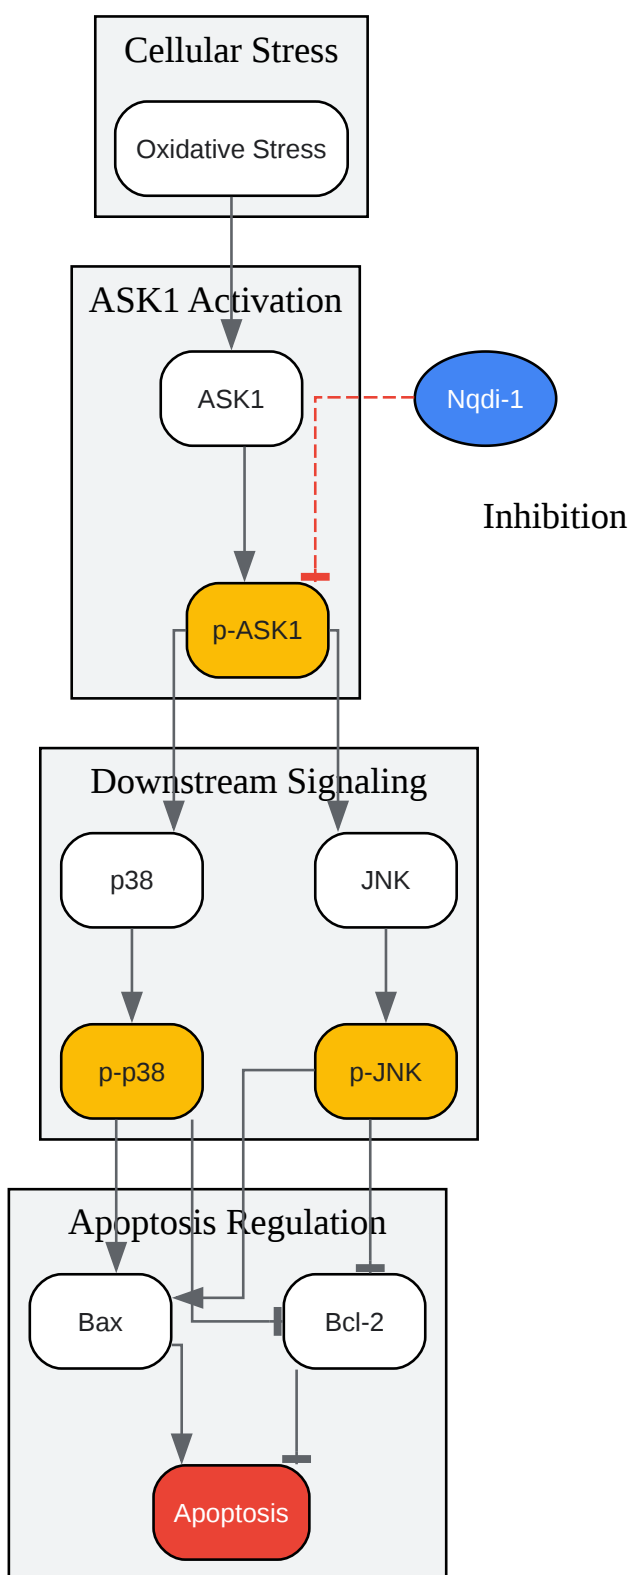 Cellular Stress
Oxidative Stress
ASK1 Activation
ASK1
Nqdi-1
Inhibition
p-ASK1
Downstream Signaling
p38
JNK
p-p38
p-JNK
Apoptosis Regulation
Bax
Bcl-2
Apoptosis